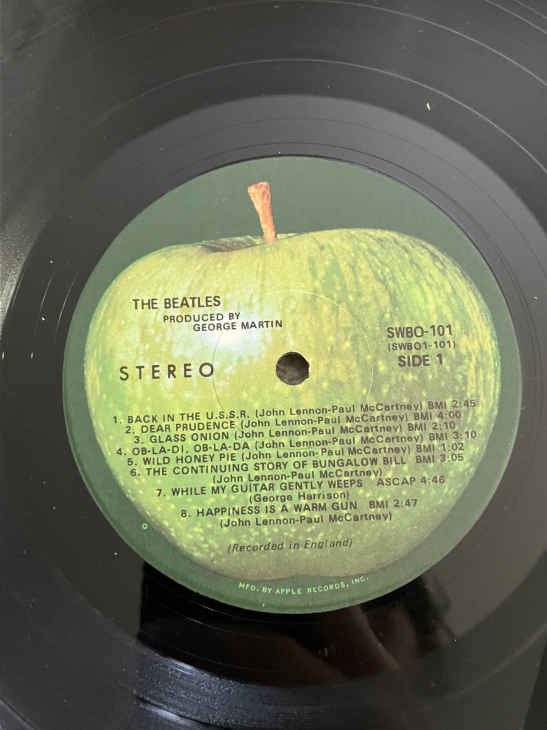 THE BEATLES
PRODUCED BY
GEORGE MARTIN
STEREO
SWBO-101
(SWBO1-101)
SIDE 1
1. BACK IN THE U.S.S.R. (John Lennon-Paul McCartney) BMI 2:45
2. DEAR PRUDENCE (John Lennon-Paul McCartney) BMI 4:00
3. GLASS ONION (John Lennon-Paul McCartney) BMI 2:10
4. OB-LA-DI, OB-LA-DA (John Lennon-Paul McCartney) BMI 3:10
5. WILD HONEY PIE (John Lennon-Paul McCartney) BMI 1:02
6. THE CONTINUING STORY OF BUNGALOW BILL BMI 3:05
(John Lennon-Paul McCartney)
7. WHILE MY GUITAR GENTLY WEEPS ASCAP 4:46
(George Harrison)
8. HAPPINESS IS A WARM GUN BMI 2:47
(John Lennon-Paul McCartney)
(Recorded in England)
MFD. BY APPLE RECORDS, INC.